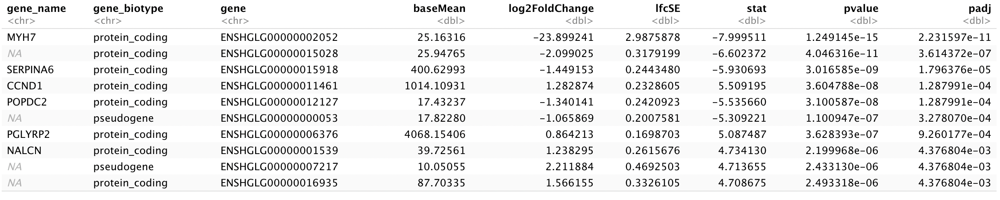 gene_name gene_biotype gene baseMean log2FoldChange lfcSE stat pvalue padj
<chr> <chr> <chr> <dbl> <dbl> <dbl> <dbl> <dbl> <dbl>
MYH7 protein_coding ENSHGLG00000002052 25.16316 -23.899241 2.9875878 -7.999511 1.249145e-15 2.231597e-11
NA protein_coding ENSHGLG00000015028 25.94765 -2.099025 0.3179199 -6.602372 4.046316e-11 3.614372e-07
SERPINA6 protein_coding ENSHGLG00000015918 400.62993 -1.449153 0.2443480 -5.930693 3.016585e-09 1.796376e-05
CCND1 protein_coding ENSHGLG00000011461 1014.10931 1.282874 0.2328605 5.509195 3.604788e-08 1.287991e-04
POPDC2 protein_coding ENSHGLG00000012127 17.43237 -1.340141 0.2420923 -5.535660 3.100587e-08 1.287991e-04
NA pseudogene ENSHGLG00000000053 17.82280 -1.065869 0.2007581 -5.309221 1.100947e-07 3.278070e-04
PGLYRP2 protein_coding ENSHGLG00000006376 4068.15406 0.864213 0.1698703 5.087487 3.628393e-07 9.260177e-04
NALCN protein_coding ENSHGLG00000001539 39.72561 1.238295 0.2615676 4.734130 2.199968e-06 4.376804e-03
NA pseudogene ENSHGLG00000007217 10.05055 2.211884 0.4692503 4.713655 2.433130e-06 4.376804e-03
NA protein_coding ENSHGLG00000016935 87.70335 1.566155 0.3326105 4.708675 2.493318e-06 4.376804e-03